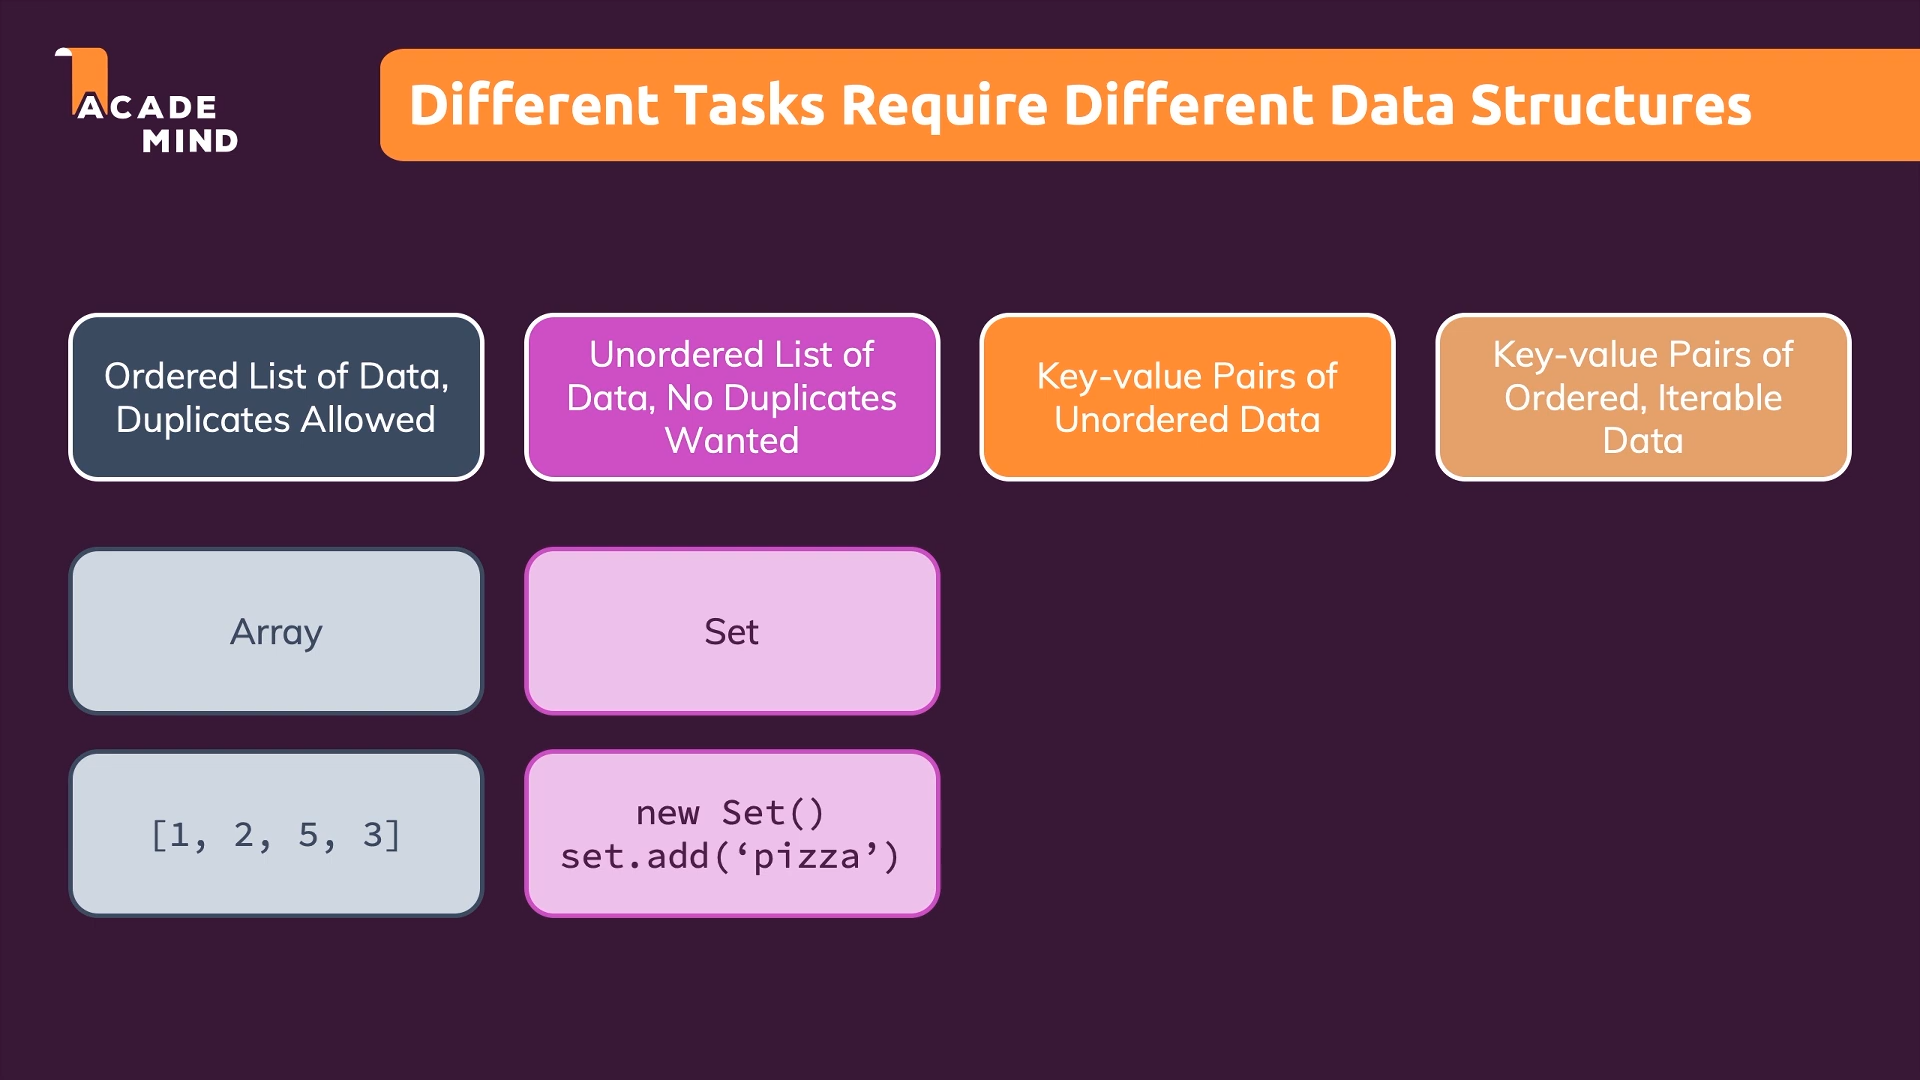 ACADE
MIND
Different Tasks Require Different Data Structures
Ordered List of Data,
Duplicates Allowed
Unordered List of
Data, No Duplicates
Wanted
Key-value Pairs of
Unordered Data
Key-value Pairs of
Ordered, Iterable
Data
Array
Set
[1, 2, 5, 3]
new Set()
set.add(‘pizza’)